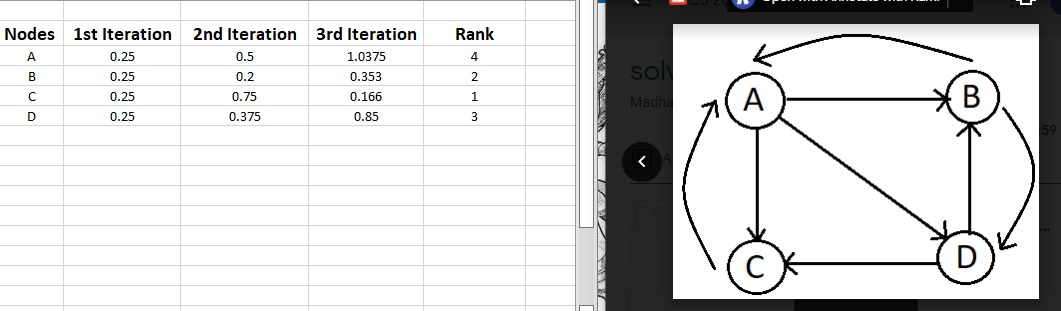 Nodes 1st Iteration 2nd Iteration 3rd Iteration Rank
A 0.25 0.5 1.0375 4
B 0.25 0.2 0.353 2
C 0.25 0.75 0.166 1
D 0.25 0.375 0.85 3
solv
Madha
:59
A
A B
C D